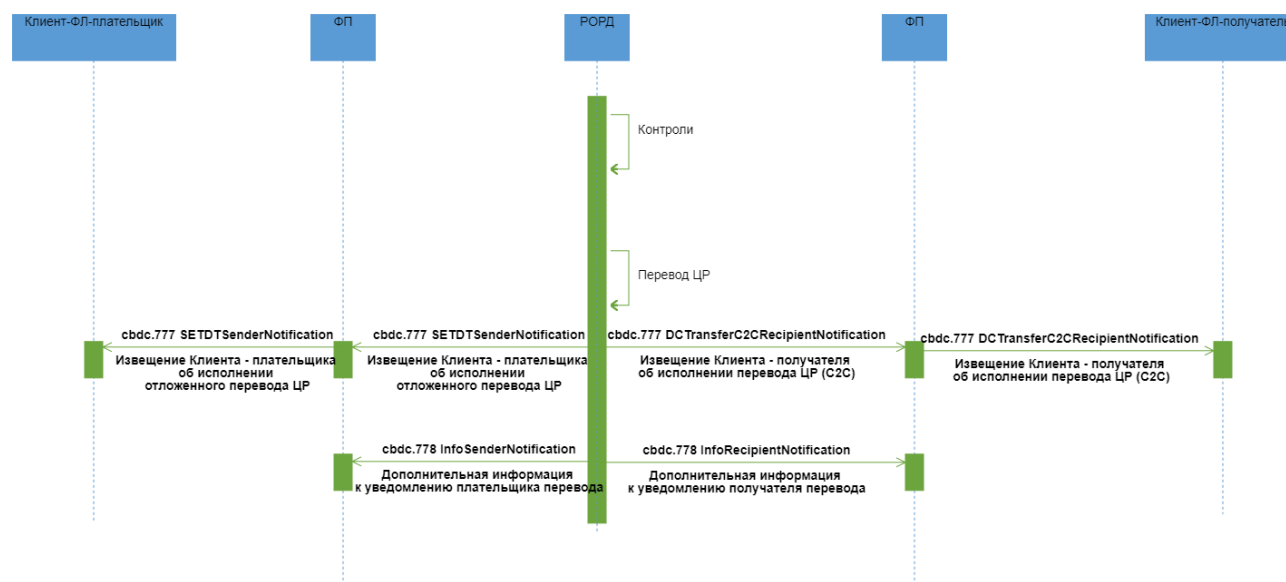 Клиент-ФЛ-плательщик
ФП
РОРД
ФП
Клиент-ФЛ-получатель
Контроли
Перевод ЦР
cbdc.777 SETDTSenderNotification
Извещение Клиента - плательщика
об исполнении
отложенного перевода ЦР
cbdc.777 SETDTSenderNotification
Извещение Клиента - плательщика
об исполнении
отложенного перевода ЦР
cbdc.777 DCTransferC2CRecipientNotification
Извещение Клиента - получателя
об исполнении перевода ЦР (C2C)
cbdc.777 DCTransferC2CRecipientNotification
Извещение Клиента - получателя
об исполнении перевода ЦР (C2C)
cbdc.778 InfoSenderNotification
Дополнительная информация
к уведомлению плательщика перевода
cbdc.778 InfoRecipientNotification
Дополнительная информация
к уведомлению получателя перевода